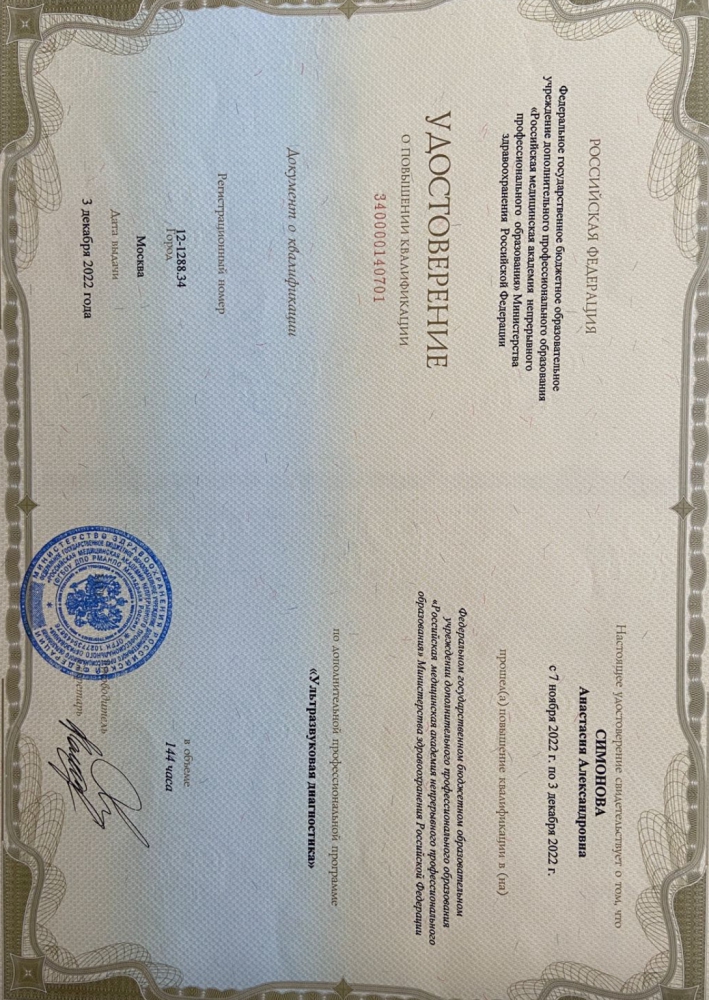 РОССИЙСКАЯ ФЕДЕРАЦИЯ
Федеральное государственное бюджетное образовательное
учреждение дополнительного профессионального образования
«Российская медицинская академия непрерывного
профессионального образования» Министерства
здравоохранения Российской Федерации
УДОСТОВЕРЕНИЕ
О ПОВЫШЕНИИ КВАЛИФИКАЦИИ
340000140701
Документ о квалификации
Регистрационный номер
12-1288.34
Город
Москва
Дата выдачи
3 декабря 2022 года
Настоящее удостоверение свидетельствует о том, что
СИМОНОВА
Анастасия Александровна
с 7 ноября 2022 г. по 3 декабря 2022 г.
прошел(а) повышение квалификации в (на)
Федеральном государственном бюджетном образовательном
учреждении дополнительного профессионального образования
«Российская медицинская академия непрерывного профессионального
образования» Министерства здравоохранения Российской Федерации
по дополнительной профессиональной программе
«Ультразвуковая диагностика»
в объеме
144 часа
МИНИСТЕРСТВО ЗДРАВООХРАНЕНИЯ РОССИЙСКОЙ ФЕДЕРАЦИИ